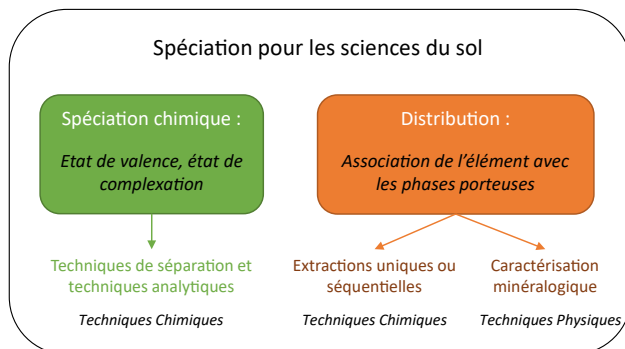 Spéciation pour les sciences du sol
Spéciation chimique :
Etat de valence, état de
complexation
Distribution :
Association de l'élément avec
les phases porteuses
Techniques de séparation et
techniques analytiques
Techniques Chimiques
Extractions uniques ou
séquentielles
Techniques Chimiques
Caractérisation
minéralogique
Techniques Physiques